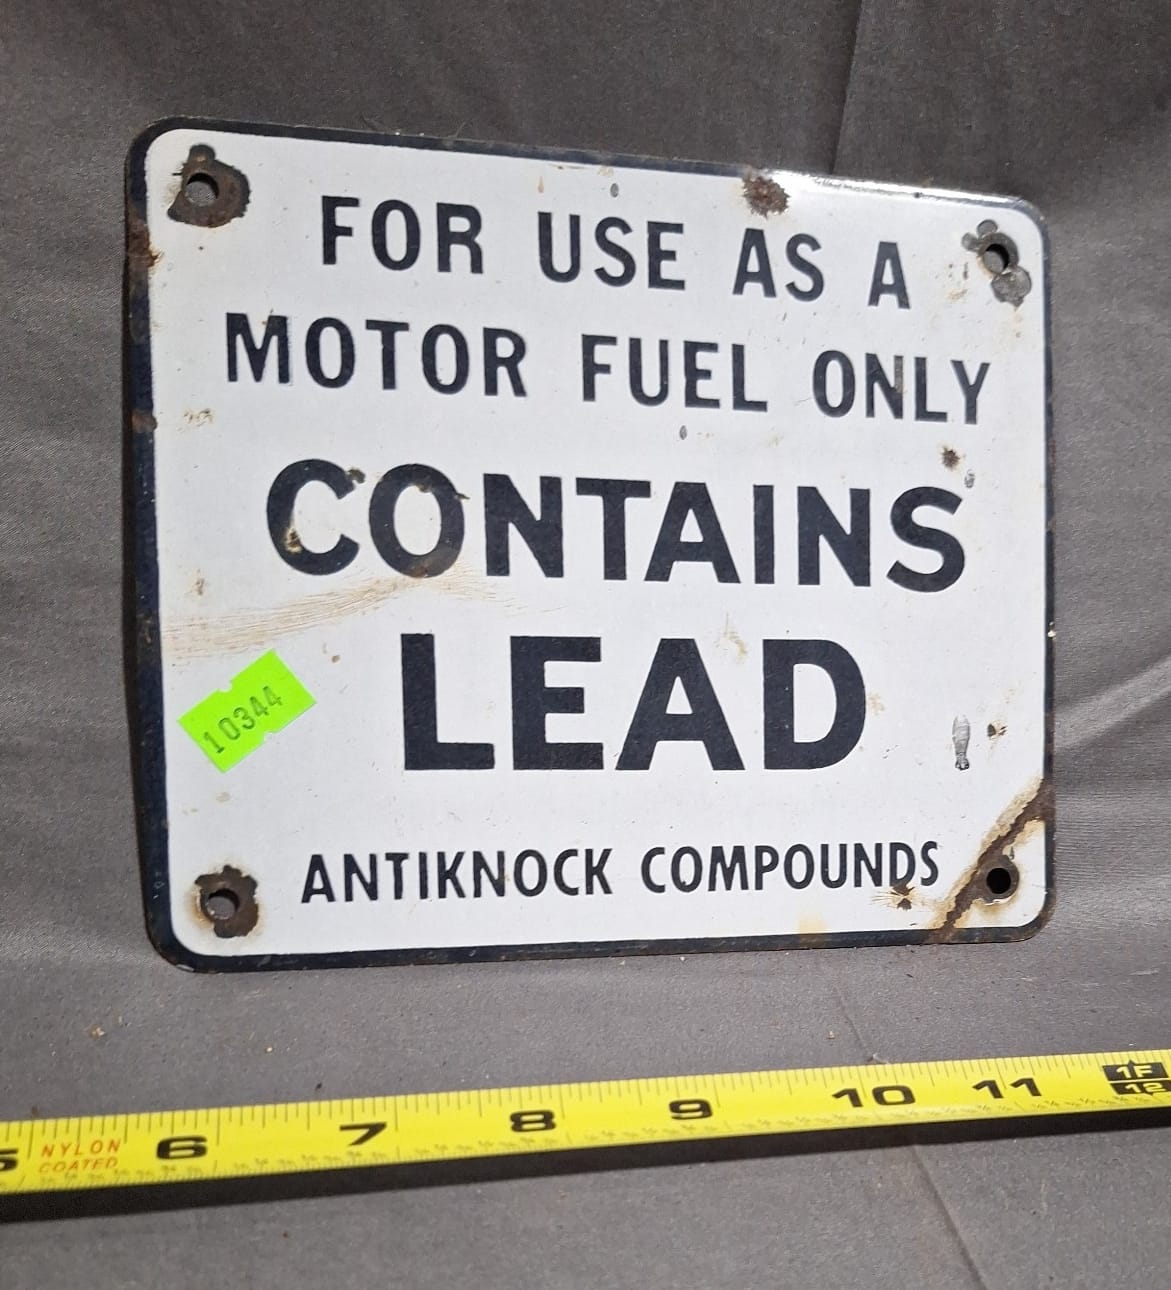 FOR USE AS A
MOTOR FUEL ONLY
CONTAINS
LEAD
10344
ANTIKNOCK COMPOUNDS
5 NYLON COATED 6 7 8 9 10 11 1F 12